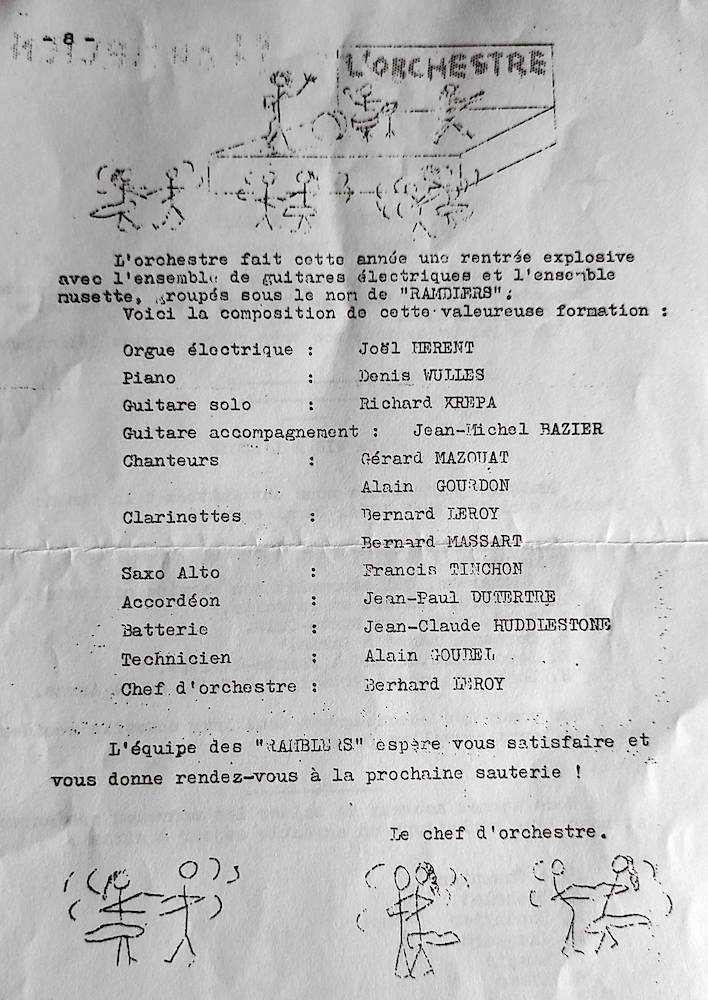 - 8 -
L'ORCHESTRE
L'orchestre fait cette année une rentrée explosive
avec l'ensemble de guitares électriques et l'ensemble
musette, groupés sous le nom de "RAMBLERS" :
Voici la composition de cette valeureuse formation :
Orgue électrique : Joël HERENT
Piano : Denis WULLES
Guitare solo : Richard KREPA
Guitare accompagnement : Jean-Michel BAZIER
Chanteurs : Gérard MAZOUAT
Alain GOURDON
Clarinettes : Bernard LEROY
Bernard MASSART
Saxo Alto : Francis TINCHON
Accordéon : Jean-Paul DUTERTRE
Batterie : Jean-Claude HUDDLESTONE
Technicien : Alain GOUBEL
Chef d'orchestre : Berhard LEROY
L'équipe des "RAMBLERS" espère vous satisfaire et
vous donne rendez-vous à la prochaine sauterie !
Le chef d'orchestre.